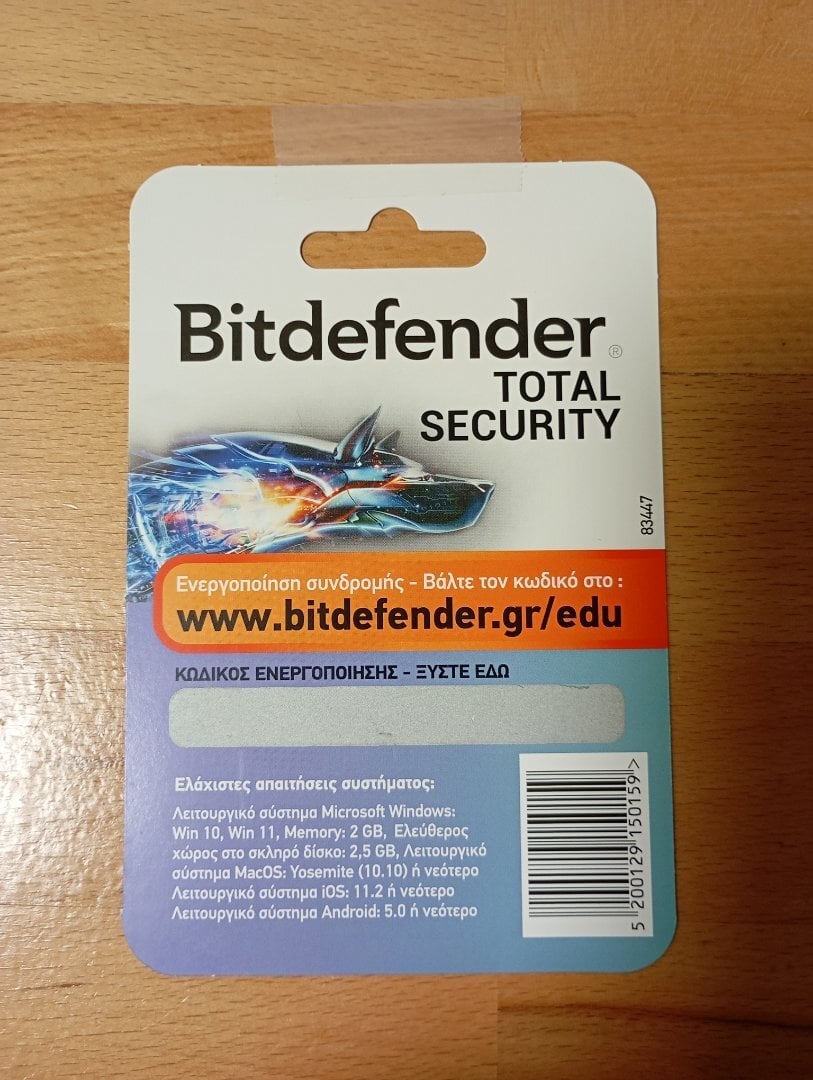 Bitdefender®
TOTAL
SECURITY
83447
Ενεργοποίηση συνδρομής - Βάλτε τον κωδικό στο :
www.bitdefender.gr/edu
ΚΩΔΙΚΟΣ ΕΝΕΡΓΟΠΟΙΗΣΗΣ - ΞΥΣΤΕ ΕΔΩ
Ελάχιστες απαιτήσεις συστήματος:
Λειτουργικό σύστημα Microsoft Windows:
Win 10, Win 11, Memory: 2 GB, Ελεύθερος
χώρος στο σκληρό δίσκο: 2,5 GB, Λειτουργικό
σύστημα MacOS: Yosemite (10.10) ή νεότερο
Λειτουργικό σύστημα iOS: 11.2 ή νεότερο
Λειτουργικό σύστημα Android: 5.0 ή νεότερο
5 200129 150159 >